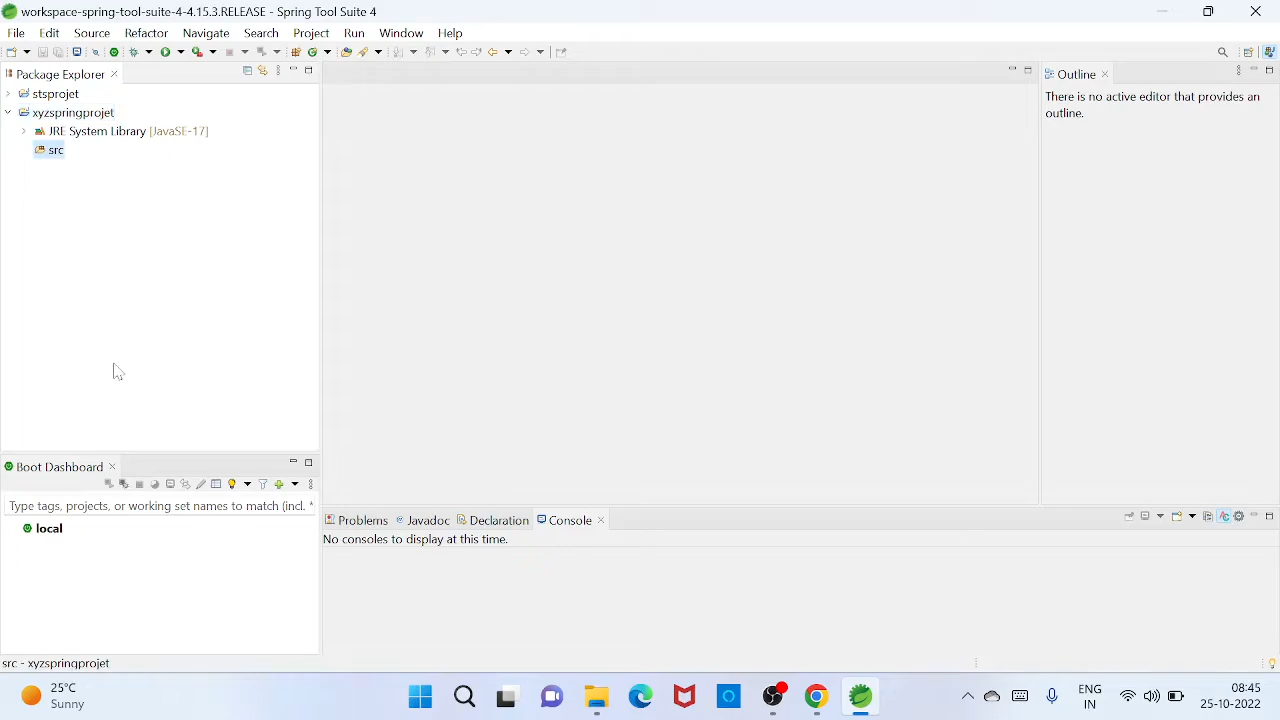 workspace-spring-tool-suite-4-4.15.3.RELEASE - Spring Tool Suite 4
File Edit Source Refactor Navigate Search Project Run Window Help
Package Explorer
stsprojet
xyzspringprojet
JRE System Library [JavaSE-17]
src
Outline
There is no active editor that provides an
outline.
Boot Dashboard
Type tags, projects, or working set names to match (incl. *
local
Problems Javadoc Declaration Console
No consoles to display at this time.
src - xyzspringprojet
25°C
Sunny
ENG
IN
08:45
25-10-2022